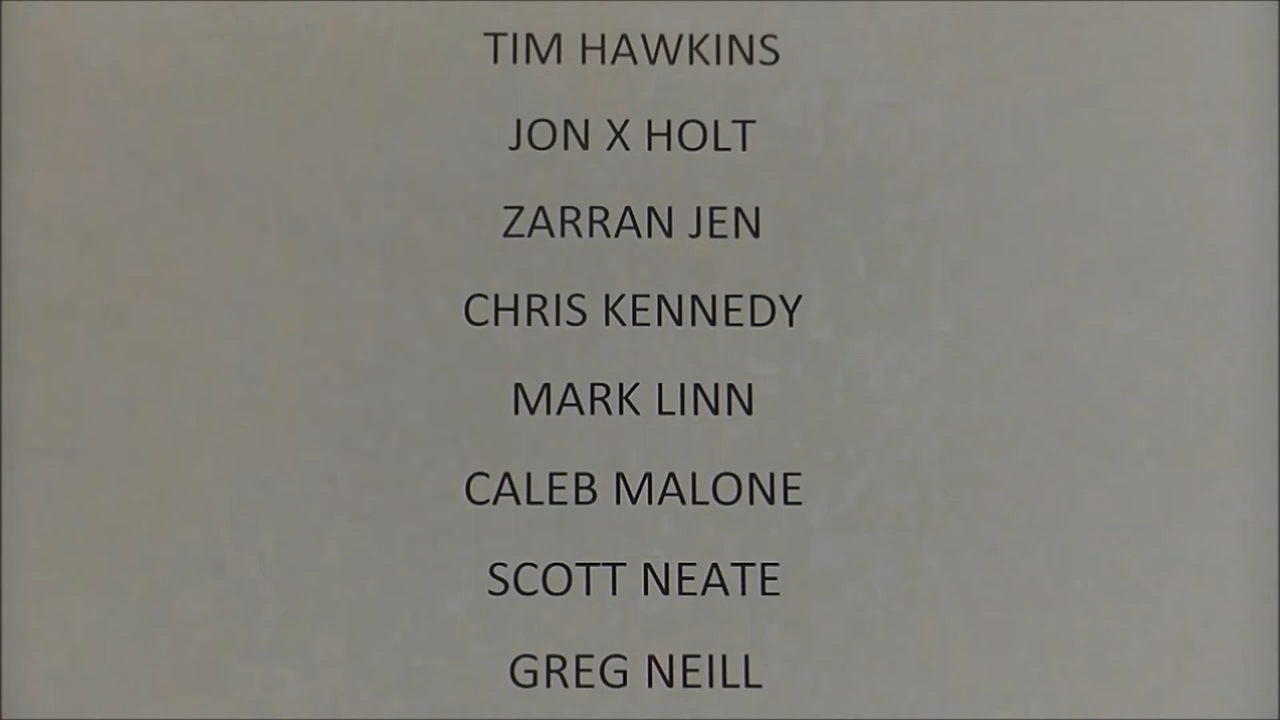 TIM HAWKINS
JON X HOLT
ZARRAN JEN
CHRIS KENNEDY
MARK LINN
CALEB MALONE
SCOTT NEATE
GREG NEILL